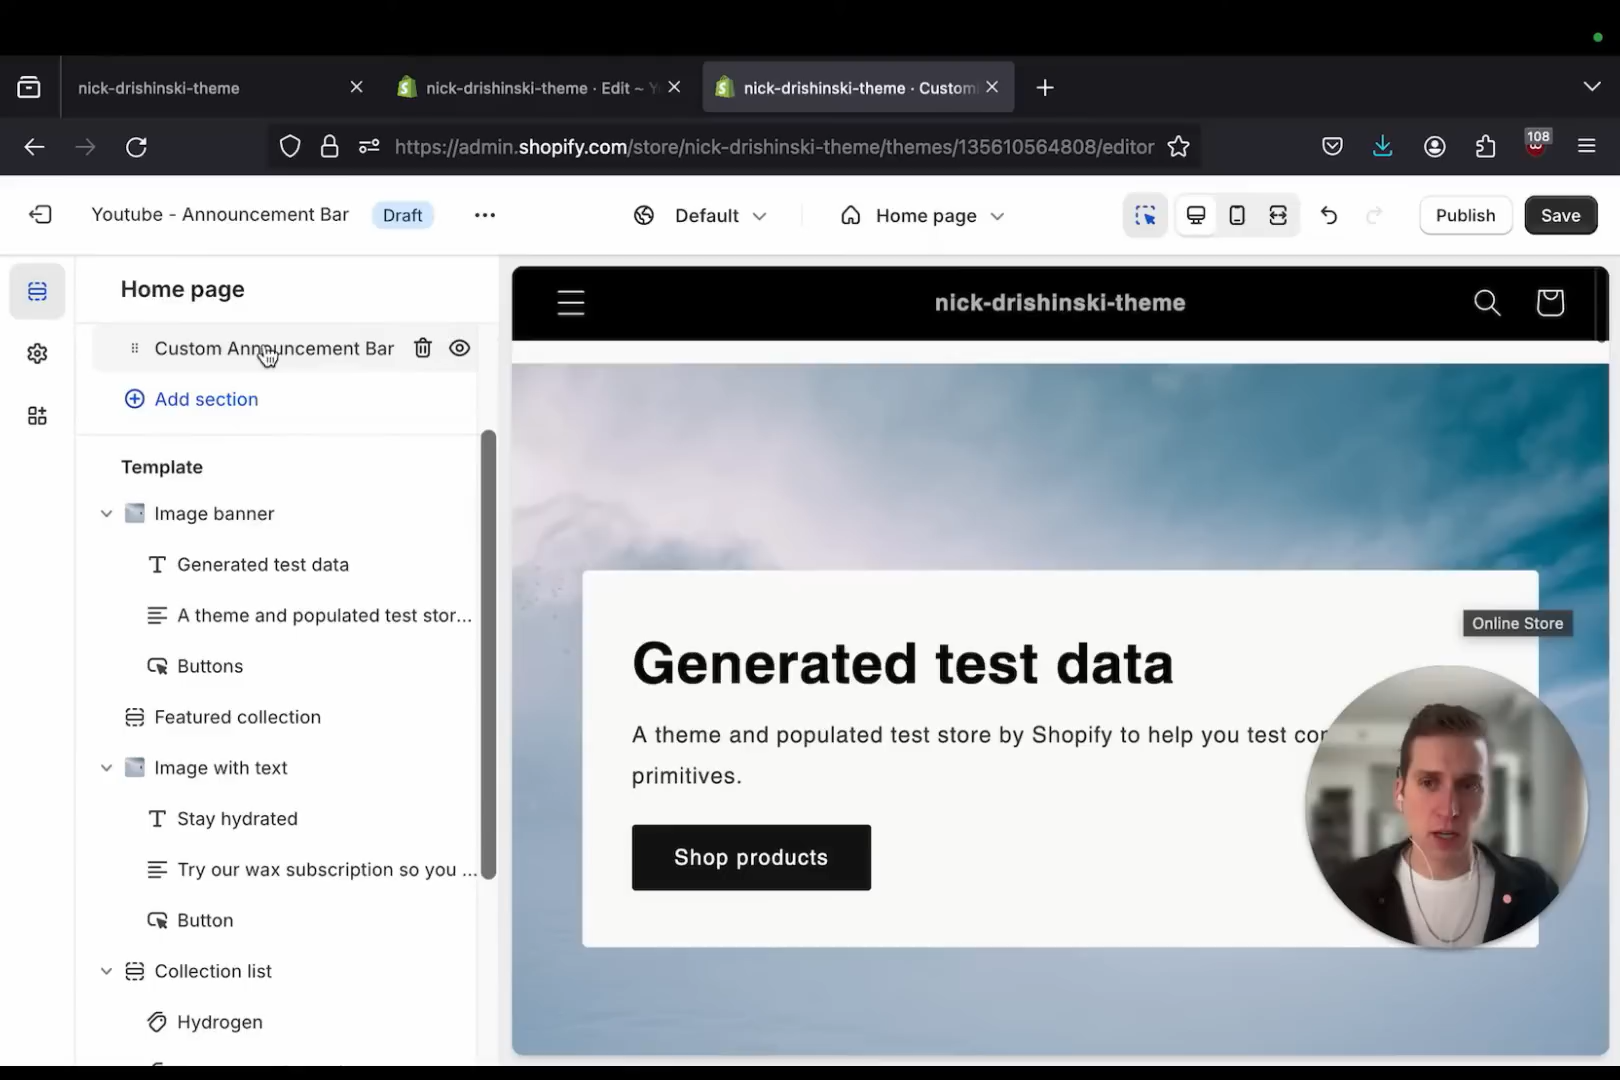 nick-drishinski-theme
nick-drishinski-theme · Edit ~ Y
nick-drishinski-theme · Custom
https://admin.shopify.com/store/nick-drishinski-theme/themes/135610564808/editor
108
Youtube - Announcement Bar
Draft
Default
Home page
Publish
Save
Home page
Custom Announcement Bar
Add section
Template
Image banner
Generated test data
A theme and populated test stor...
Buttons
Featured collection
Image with text
Stay hydrated
Try our wax subscription so you ...
Button
Collection list
Hydrogen
nick-drishinski-theme
Online Store
Generated test data
A theme and populated test store by Shopify to help you test cor
primitives.
Shop products